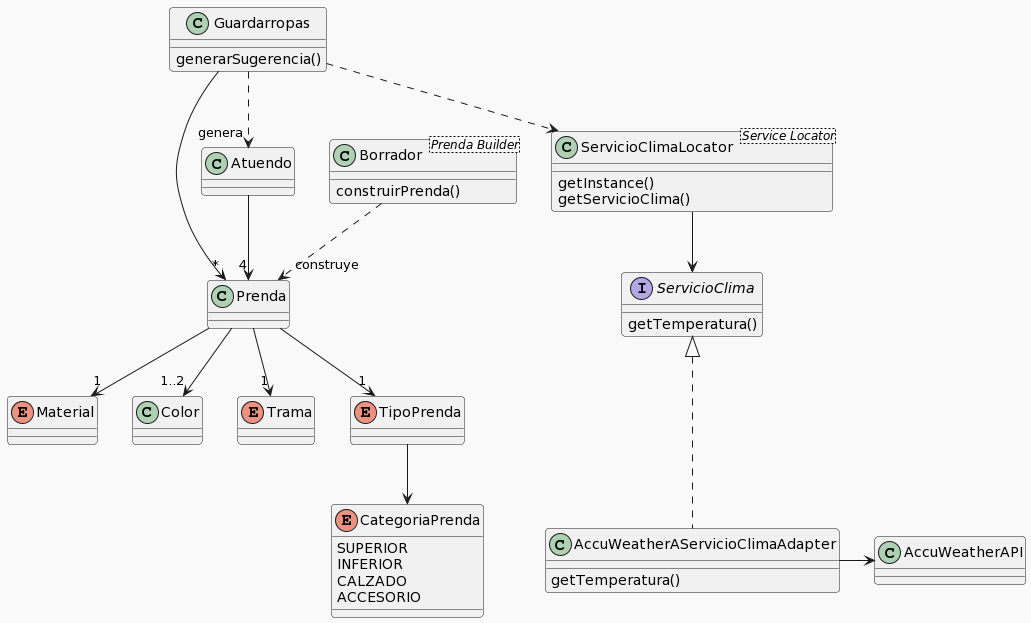 C Guardarropas
generarSugerencia()
genera
C Atuendo
C Borrador
Prenda Builder
construirPrenda()
C ServicioClimaLocator
Service Locator
getInstance()
getServicioClima()
*
4
construye
C Prenda
I ServicioClima
getTemperatura()
1
1..2
1
1
E Material
C Color
E Trama
E TipoPrenda
E CategoriaPrenda
SUPERIOR
INFERIOR
CALZADO
ACCESORIO
C AccuWeatherAServicioClimaAdapter
getTemperatura()
C AccuWeatherAPI